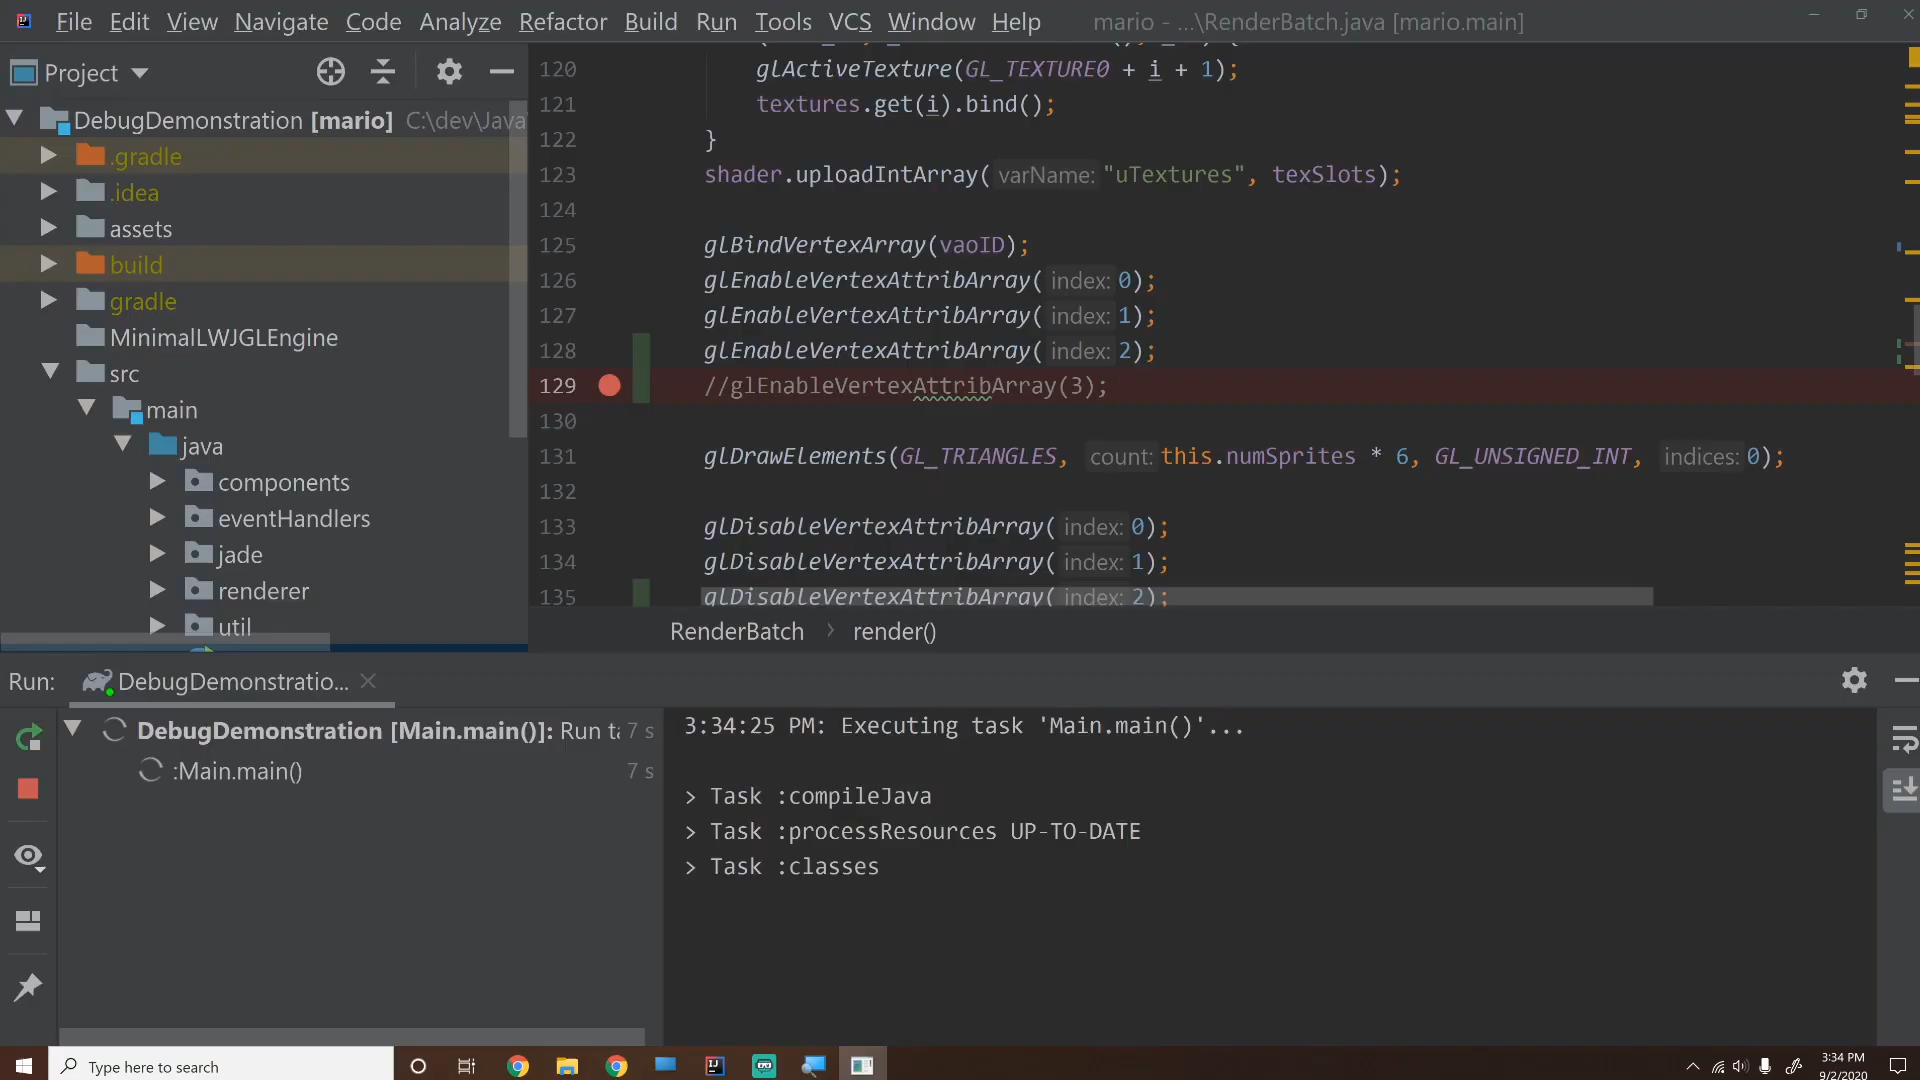 File Edit View Navigate Code Analyze Refactor Build Run Tools VCS Window Help mario - ...\RenderBatch.java [mario.main]
Project
DebugDemonstration [mario] C:\dev\Java
.gradle
.idea
assets
build
gradle
MinimalLWJGLEngine
src
main
java
components
eventHandlers
jade
renderer
util
120 glActiveTexture(GL_TEXTURE0 + i + 1);
121 textures.get(i).bind();
122 }
123 shader.uploadIntArray( varName: "uTextures", texSlots);
124
125 glBindVertexArray(vaoID);
126 glEnableVertexAttribArray( index: 0);
127 glEnableVertexAttribArray( index: 1);
128 glEnableVertexAttribArray( index: 2);
129 //glEnableVertexAttribArray(3);
130
131 glDrawElements(GL_TRIANGLES, count: this.numSprites * 6, GL_UNSIGNED_INT, indices: 0);
132
133 glDisableVertexAttribArray( index: 0);
134 glDisableVertexAttribArray( index: 1);
135 glDisableVertexAttribArray( index: 2);
RenderBatch › render()
Run: DebugDemonstratio...
DebugDemonstration [Main.main()]: Run ta 7 s
:Main.main() 7 s
3:34:25 PM: Executing task 'Main.main()'...
> Task :compileJava
> Task :processResources UP-TO-DATE
> Task :classes
Type here to search
3:34 PM
9/2/2020